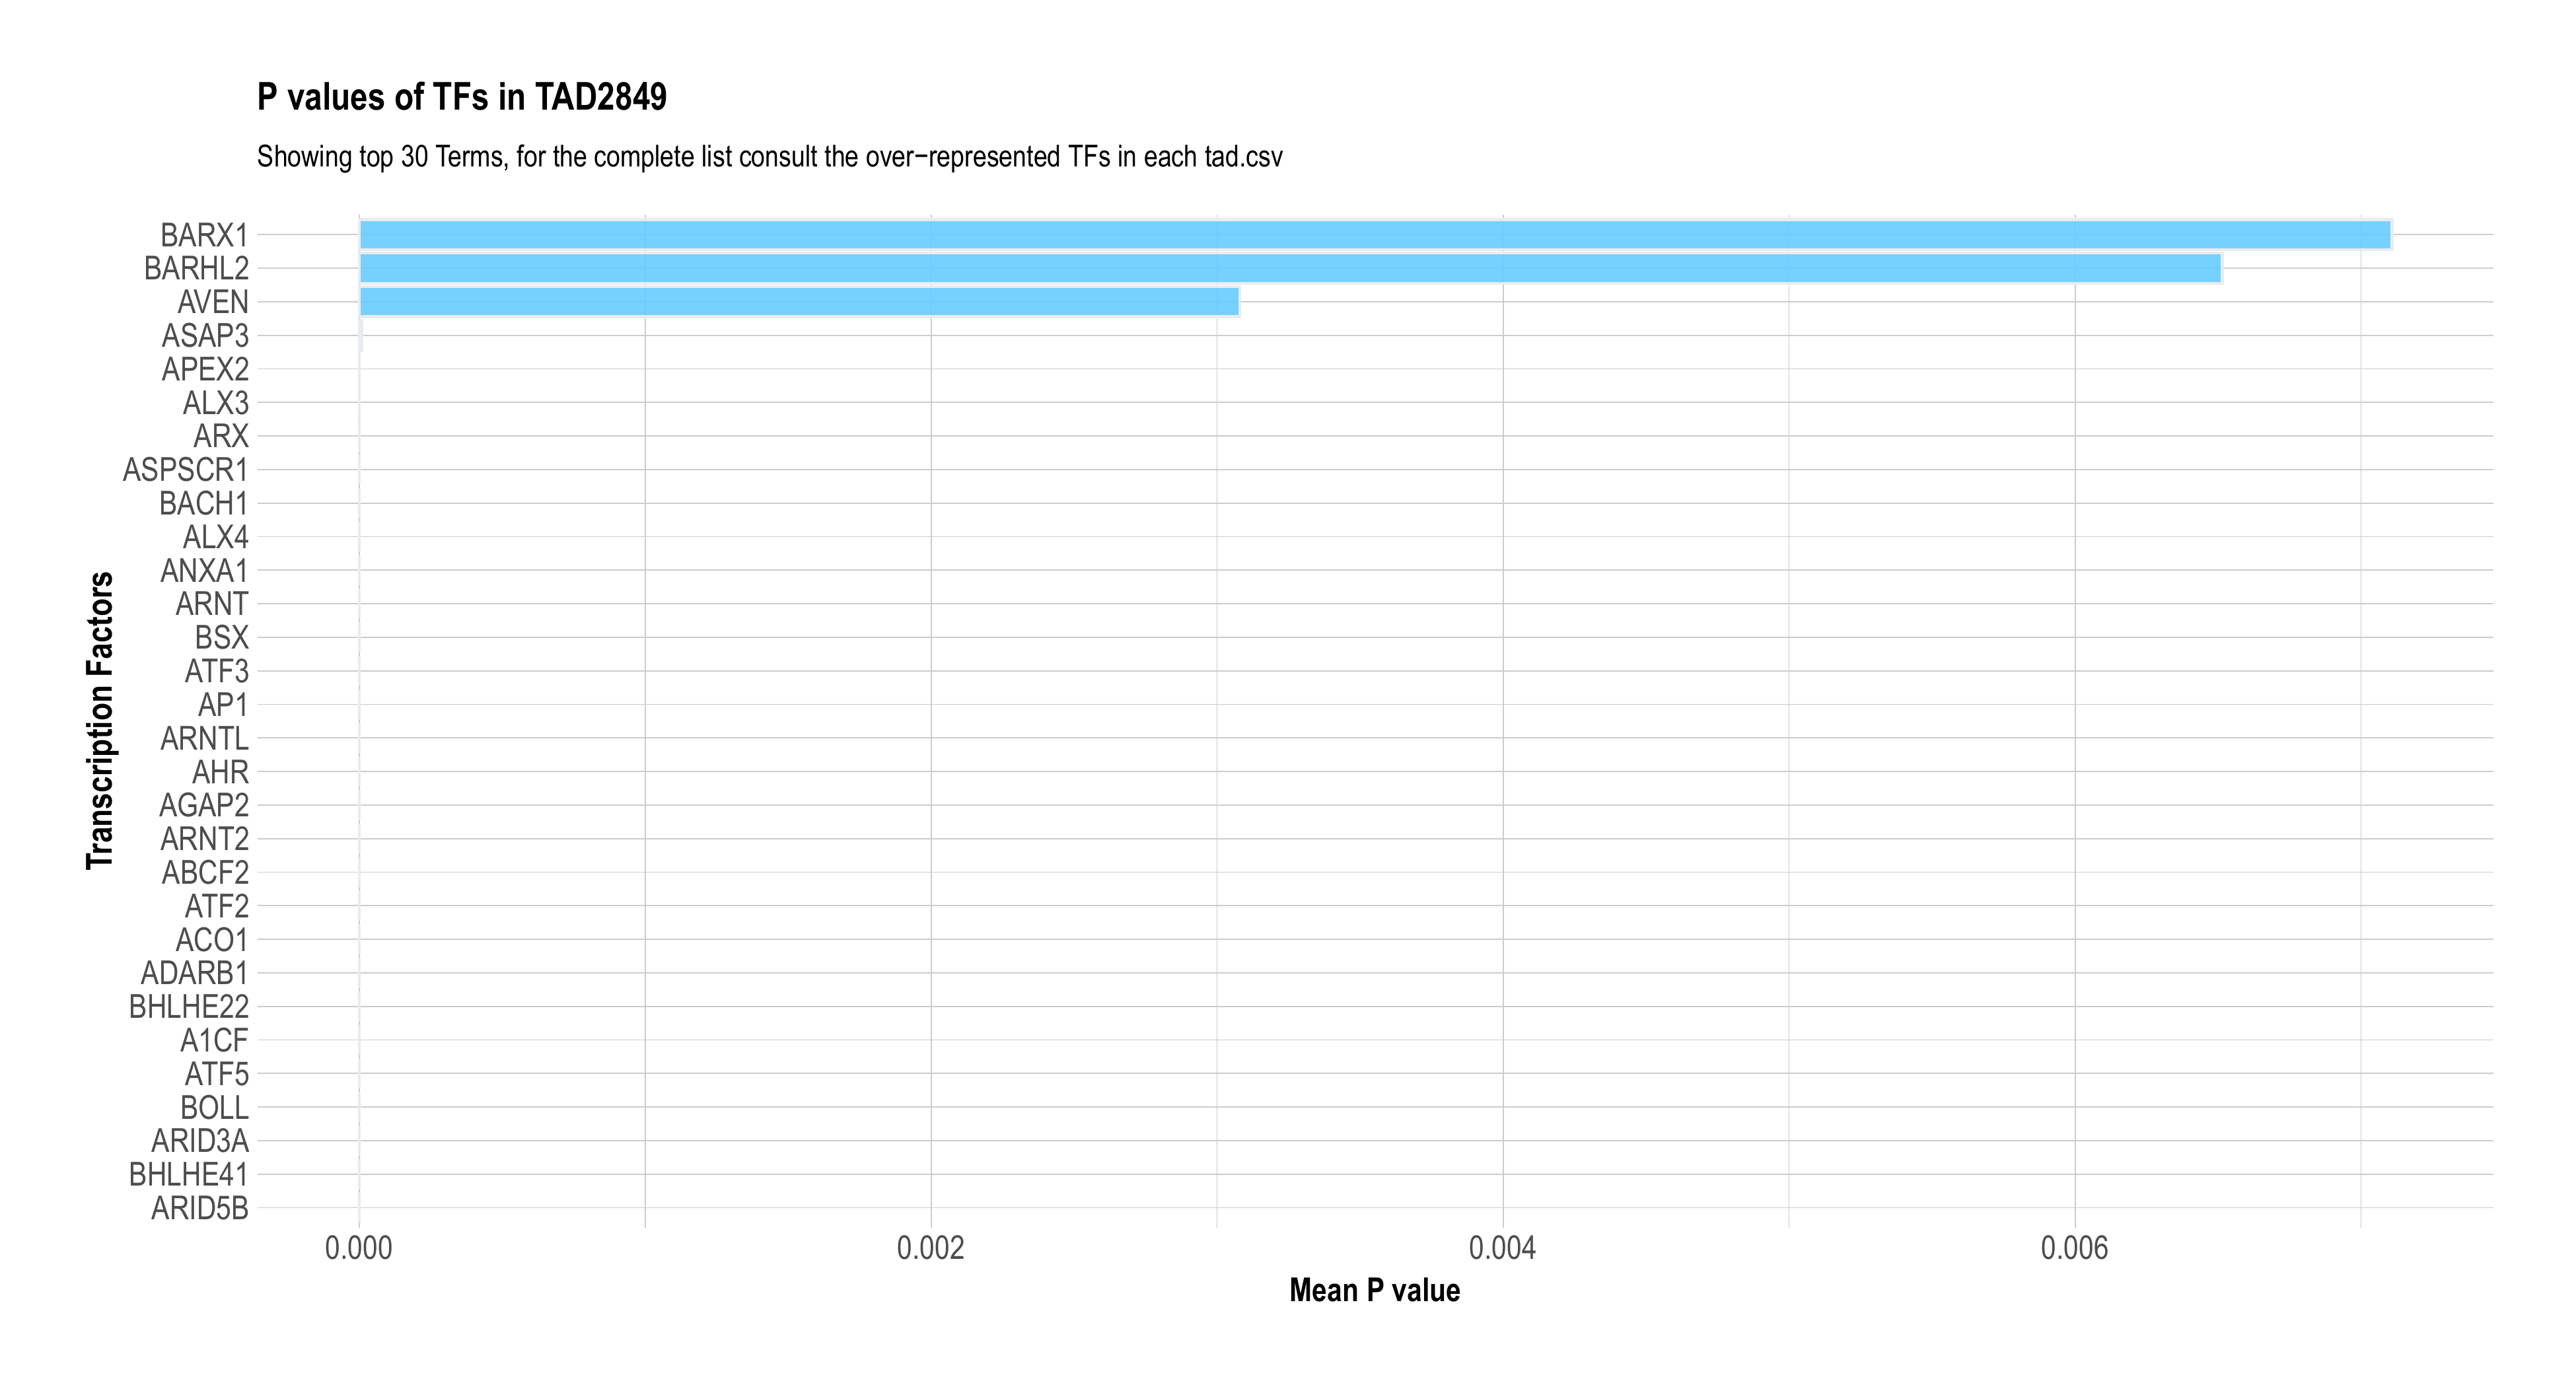 P values of TFs in TAD2849
Showing top 30 Terms, for the complete list consult the over−represented TFs in each tad.csv
Transcription Factors
BARX1
BARHL2
AVEN
ASAP3
APEX2
ALX3
ARX
ASPSCR1
BACH1
ALX4
ANXA1
ARNT
BSX
ATF3
AP1
ARNTL
AHR
AGAP2
ARNT2
ABCF2
ATF2
ACO1
ADARB1
BHLHE22
A1CF
ATF5
BOLL
ARID3A
BHLHE41
ARID5B
0.000 0.002 0.004 0.006
Mean P value